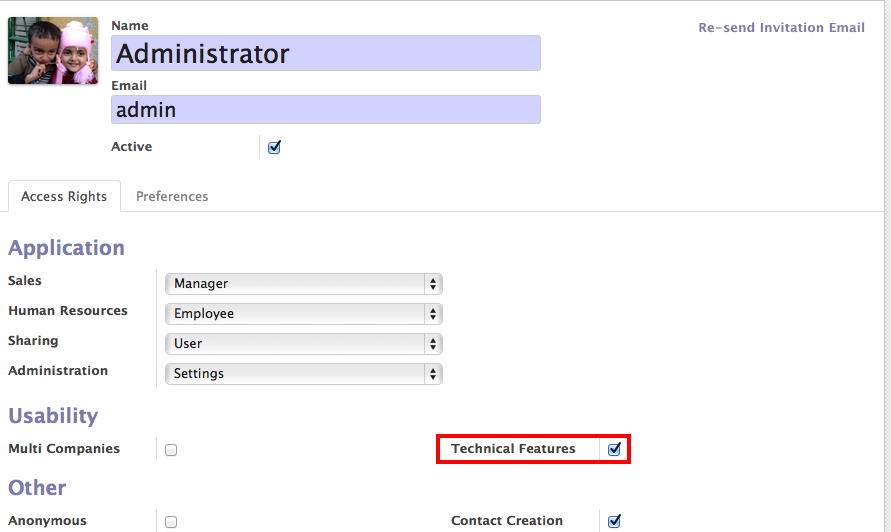 Name
Re-send Invitation Email
Administrator
Email
admin
Active
Access Rights Preferences
Application
Sales Manager
Human Resources Employee
Sharing User
Administration Settings
Usability
Multi Companies Technical Features
Other
Anonymous Contact Creation